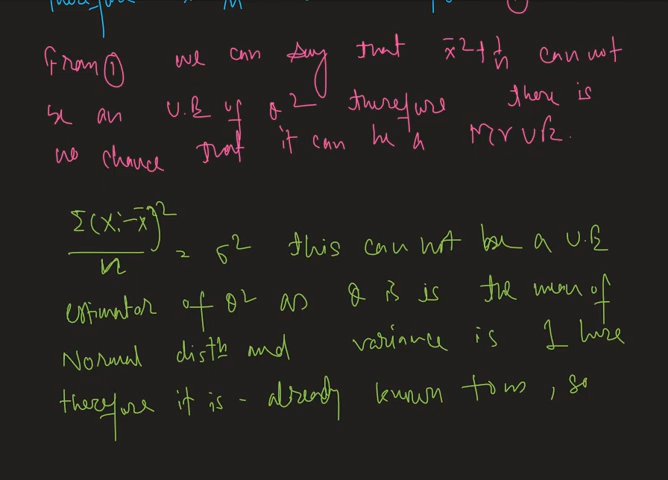 therefore
From ① we can say that x̄²+1/n can not
be an U.E of θ² therefore there is
no chance that it can be a MVUE.
Σ(Xi-x̄)²/n = σ² this can not be a U.E
estimator of θ² as θ is is the mean of
Normal distn and variance is 1 here
therefore it is - already known to us, so